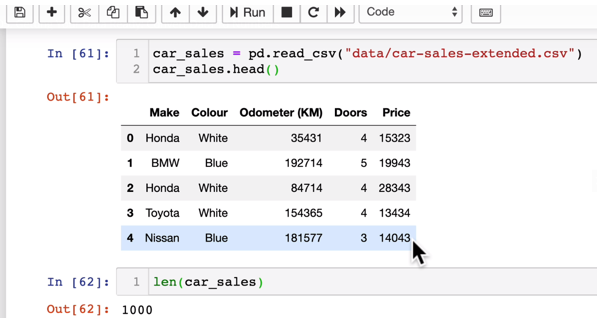 Run Code
In [61]: 1 car_sales = pd.read_csv("data/car-sales-extended.csv")
2 car_sales.head()
Out[61]:
Make Colour Odometer (KM) Doors Price
0 Honda White 35431 4 15323
1 BMW Blue 192714 5 19943
2 Honda White 84714 4 28343
3 Toyota White 154365 4 13434
4 Nissan Blue 181577 3 14043
In [62]: 1 len(car_sales)
Out[62]: 1000